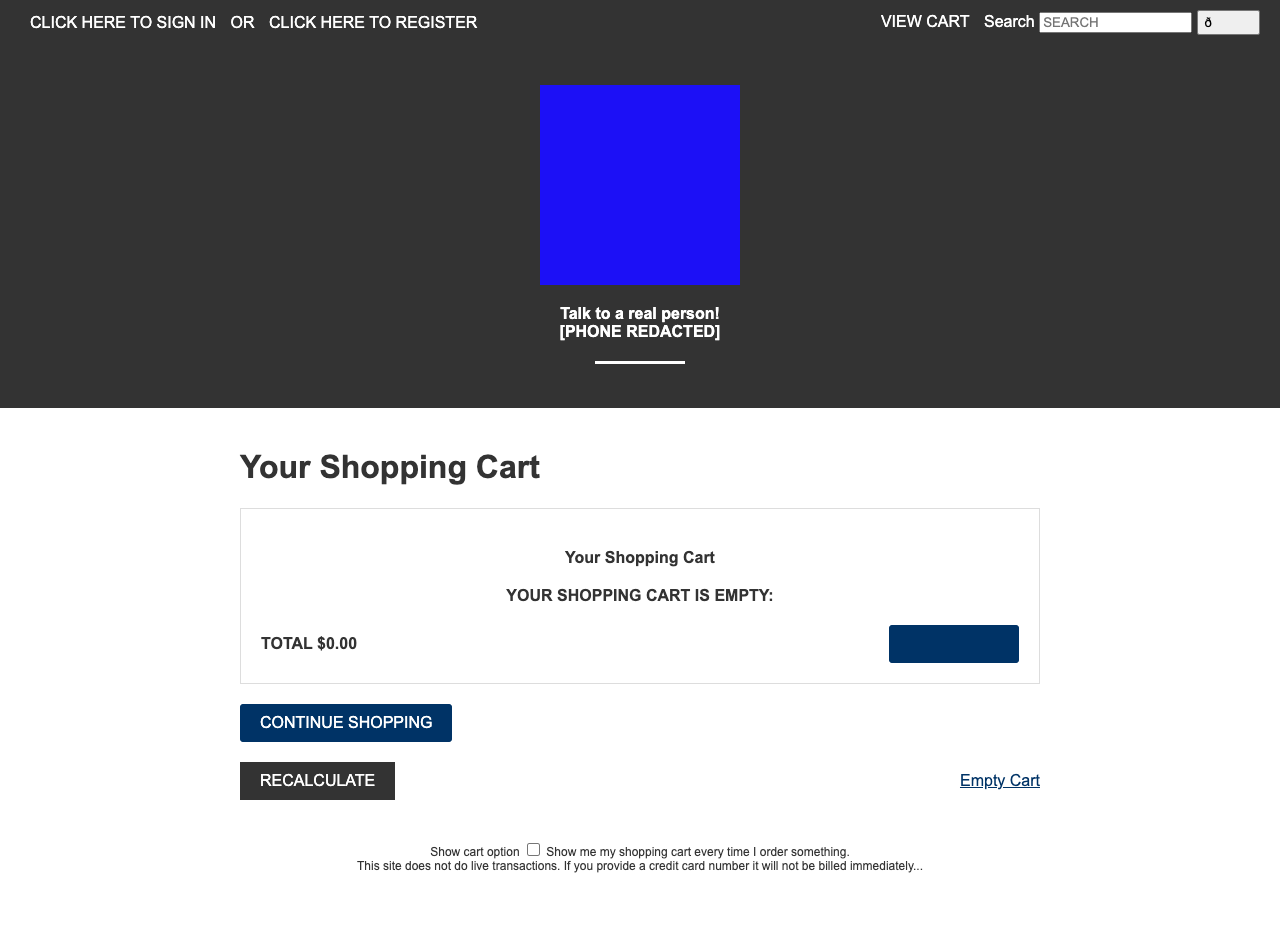 CLICK HERE TO SIGN IN OR CLICK HERE TO REGISTER
VIEW CART Search SEARCH ð
Talk to a real person!
[PHONE REDACTED]
Your Shopping Cart
Your Shopping Cart
YOUR SHOPPING CART IS EMPTY:
TOTAL $0.00
CONTINUE SHOPPING
RECALCULATE
Empty Cart
Show cart option Show me my shopping cart every time I order something.
This site does not do live transactions. If you provide a credit card number it will not be billed immediately...